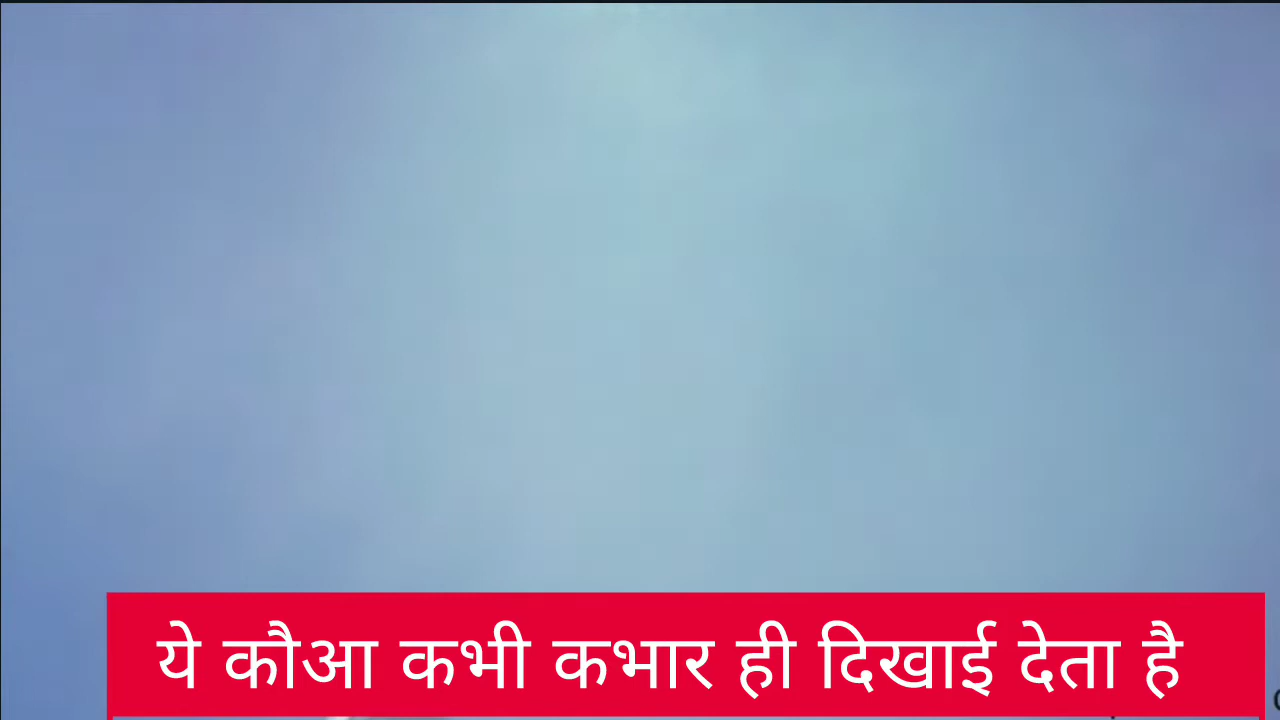 ये कौआ कभी कभार ही दिखाई देता है